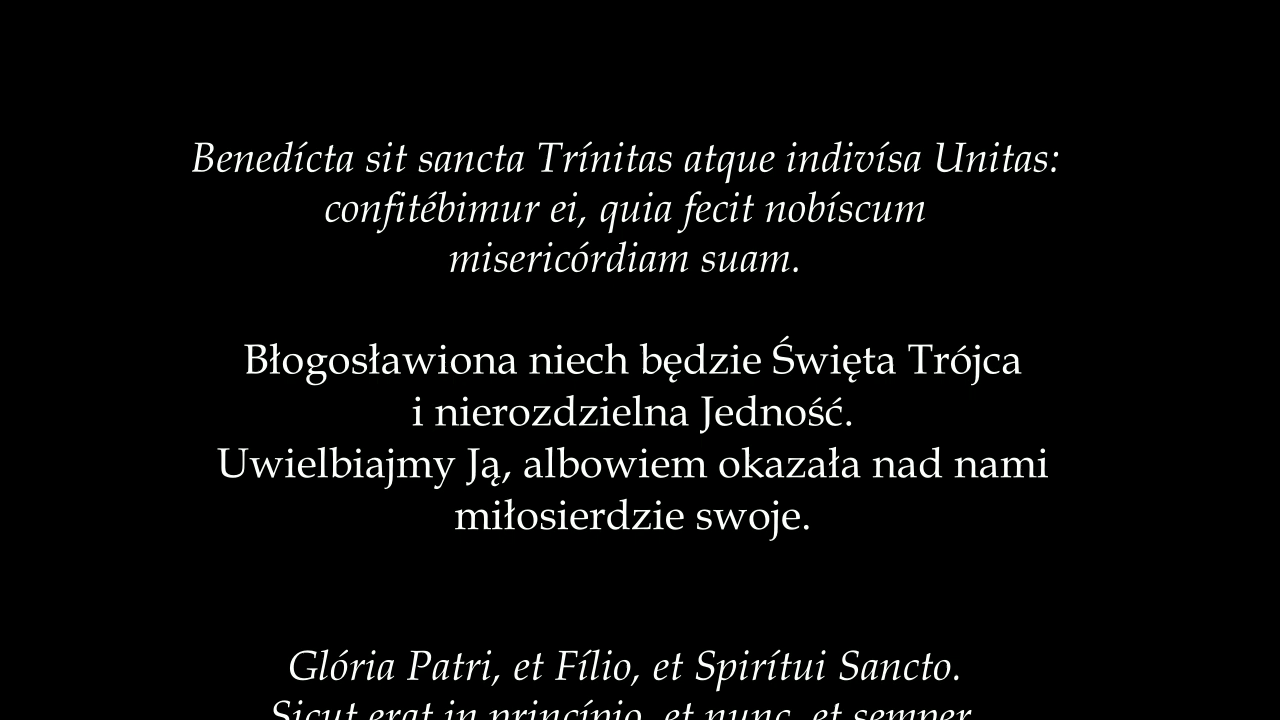 Benedícta sit sancta Trínitas atque indivísa Unitas:
confitébimur ei, quia fecit nobíscum
misericórdiam suam.
Błogosławiona niech będzie Święta Trójca
i nierozdzielna Jedność.
Uwielbiajmy Ją, albowiem okazała nad nami
miłosierdzie swoje.
Glória Patri, et Fílio, et Spirítui Sancto.
Sicut erat in princípio, et nunc, et semper